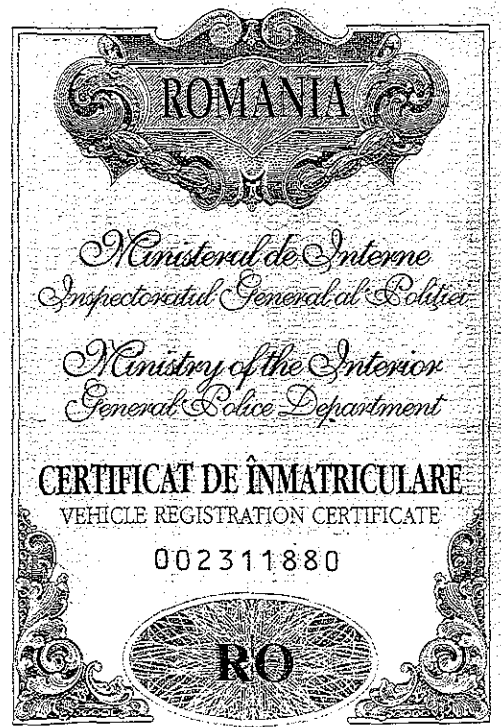 ROMANIA
Ministerul de Interne
Inspectoratul General al Poliției
Ministry of the Interior
General Police Department
CERTIFICAT DE ÎNMATRICULARE
VEHICLE REGISTRATION CERTIFICATE
002311880
RO